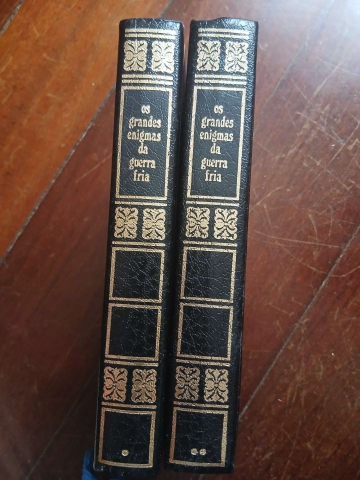 os
grandes
enigmas
da
guerra
fria
*
os
grandes
enigmas
da
guerra
fria
**